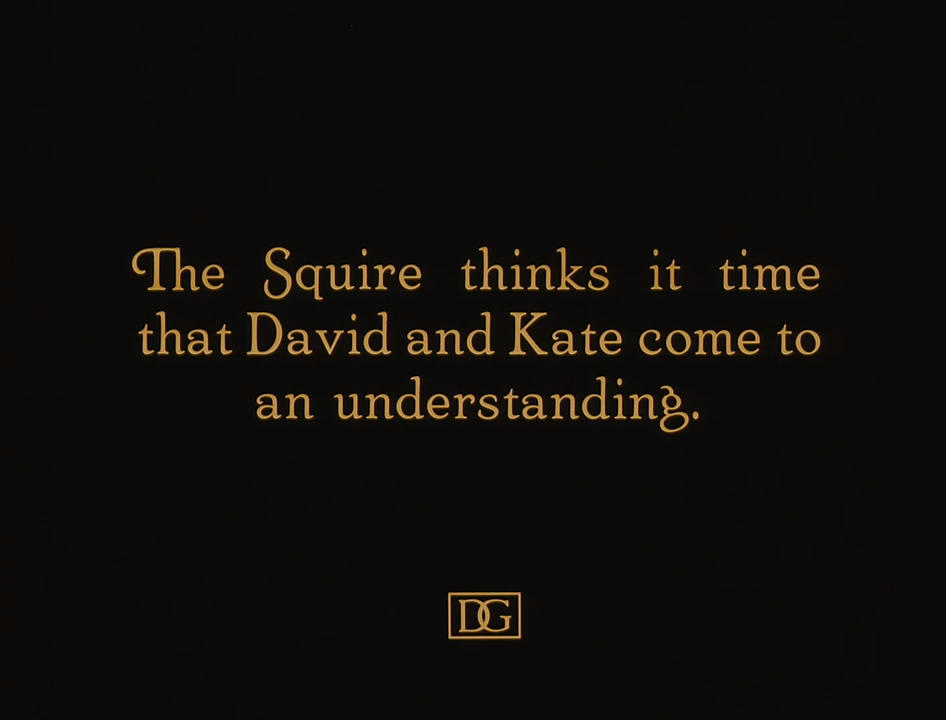 The Squire thinks it time
that David and Kate come to
an understanding.
DG